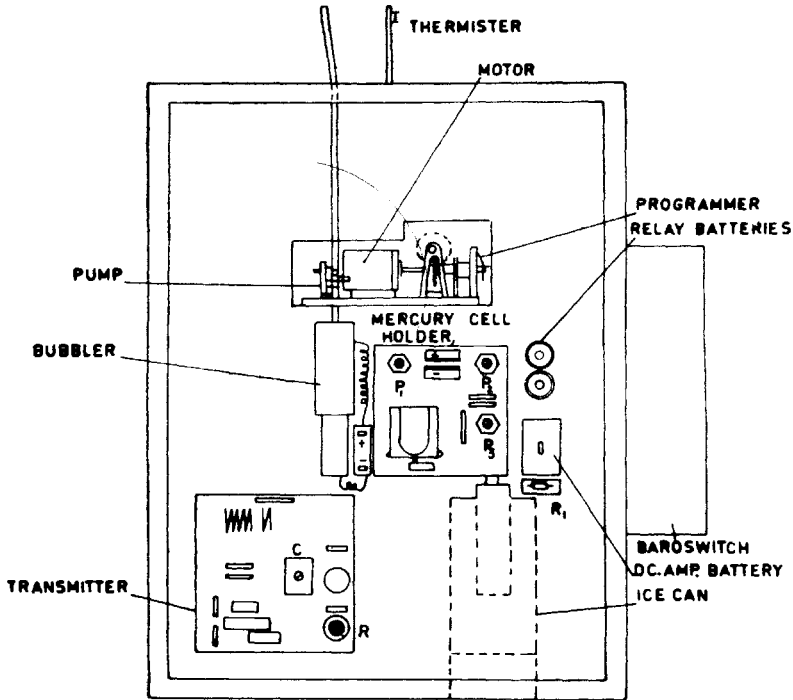 THERMISTER
MOTOR
PROGRAMMER
RELAY BATTERIES
PUMP
MERCURY CELL
HOLDER,
BUBBLER
P1
+
-
P2
R3
+
-
R1
C
BAROSWITCH
D.C. AMP. BATTERY
ICE CAN
TRANSMITTER
R